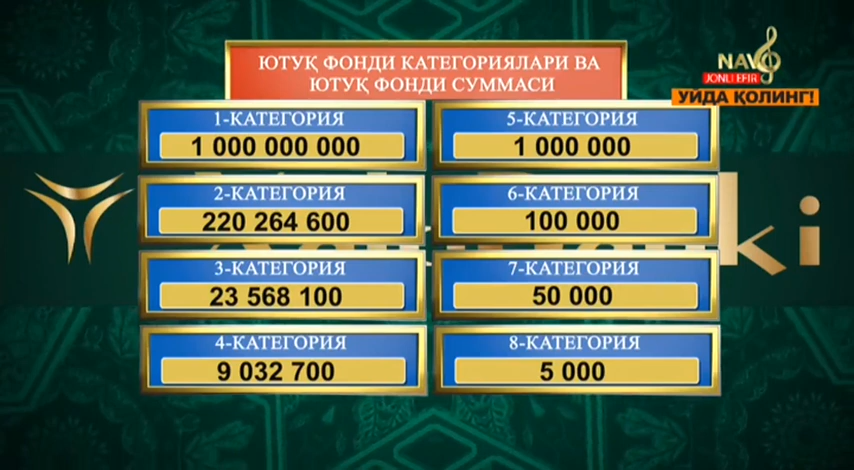 ЮТУҚ ФОНДИ КАТЕГОРИЯЛАРИ ВА
ЮТУҚ ФОНДИ СУММАСИ
NAVO
JONLI EFIR
УЙДА ҚОЛИНГ!
1-КАТЕГОРИЯ
1 000 000 000
2-КАТЕГОРИЯ
220 264 600
3-КАТЕГОРИЯ
23 568 100
4-КАТЕГОРИЯ
9 032 700
5-КАТЕГОРИЯ
1 000 000
6-КАТЕГОРИЯ
100 000
7-КАТЕГОРИЯ
50 000
8-КАТЕГОРИЯ
5 000